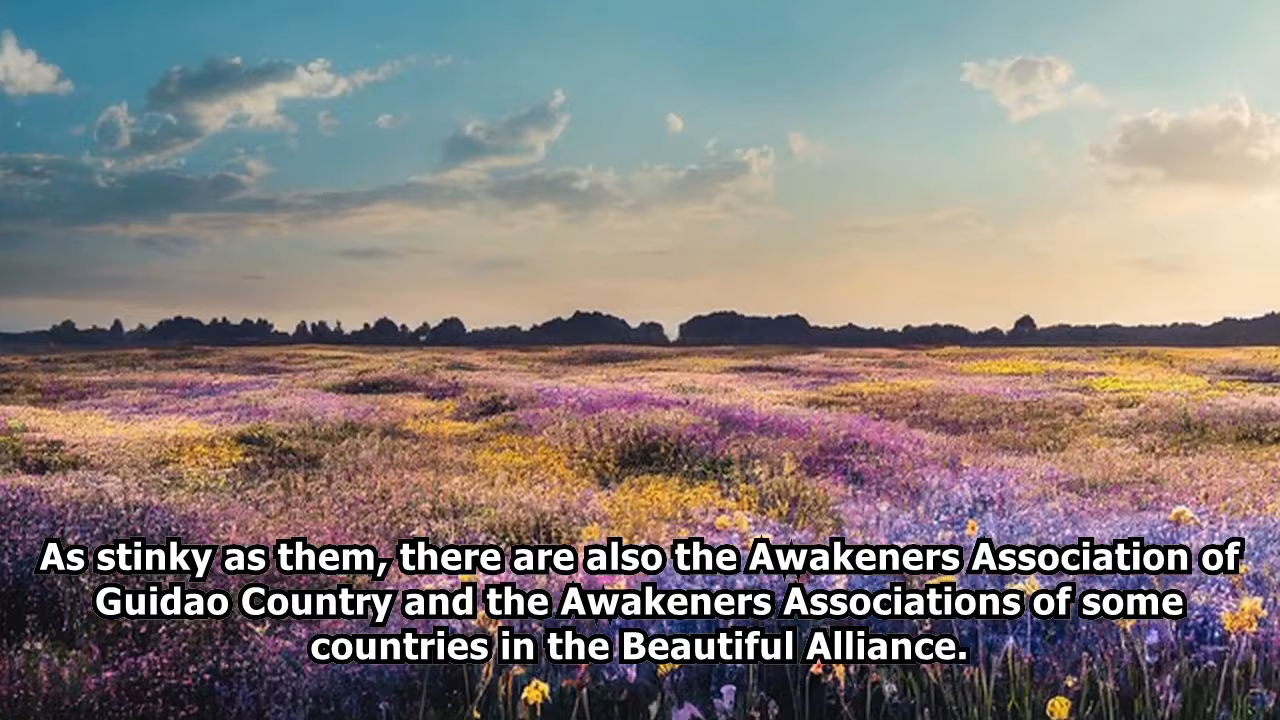 As stinky as them, there are also the Awakeners Association of
Guidao Country and the Awakeners Associations of some
countries in the Beautiful Alliance.